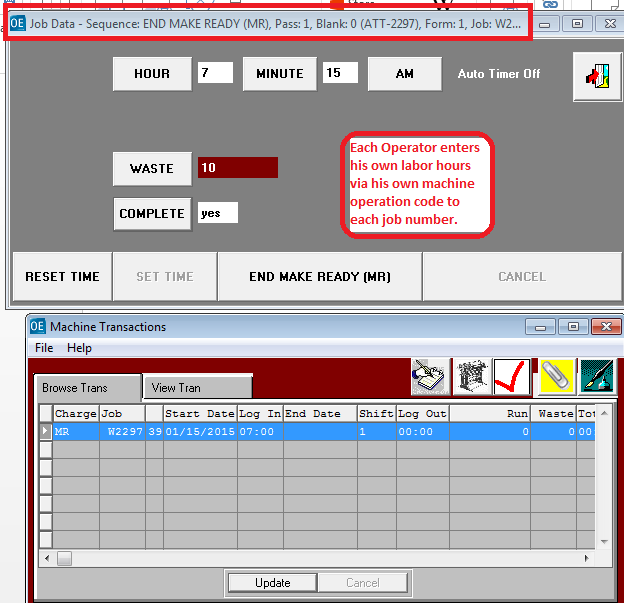 OE Job Data - Sequence: END MAKE READY (MR), Pass: 1, Blank: 0 (ATT-2297), Form: 1, Job: W2...
HOUR 7 MINUTE 15 AM Auto Timer Off
Each Operator enters
his own labor hours
via his own machine
operation code to
each job number.
WASTE 10
COMPLETE yes
RESET TIME SET TIME END MAKE READY (MR) CANCEL
OE Machine Transactions
File Help
Browse Trans View Tran
Charge Job Start Date Log In End Date Shift Log Out Run Waste Tot
MR W2297 39 01/15/2015 07:00 1 00:00 0 0 00
Update Cancel